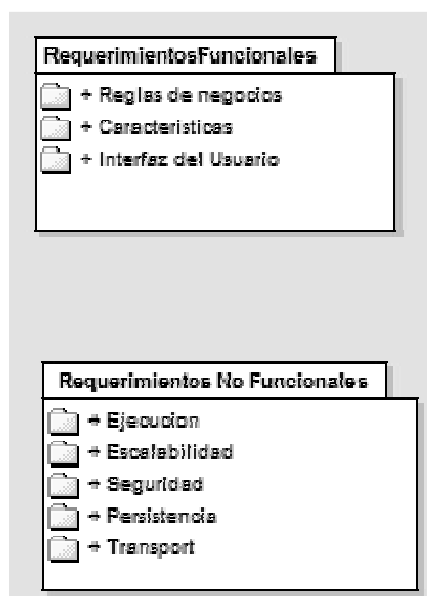 RequerimientosFuncionales
+ Reglas de negocios
+ Caracteristicas
+ Interfaz del Usuario
Requerimientos No Funcionales
+ Ejecucion
+ Escalabilidad
+ Seguridad
+ Persistencia
+ Transport